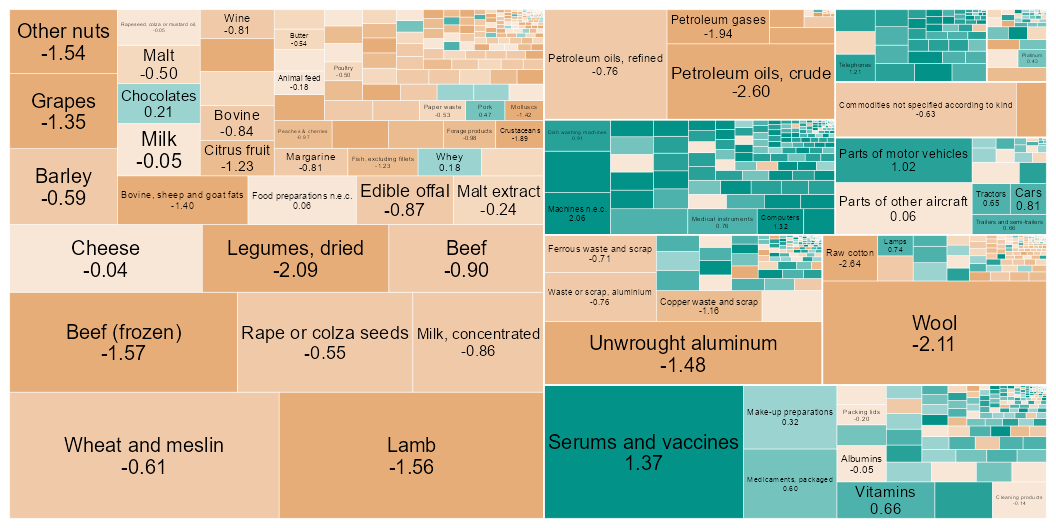 Other nuts
-1.54
Grapes
-1.35
Barley
-0.59
Rapeseed, colza or mustard oil
-0.05
Malt
-0.50
Chocolates
0.21
Milk
-0.05
Wine
-0.81
Bovine
-0.84
Citrus fruit
-1.23
Butter
-0.54
Animal feed
-0.18
Poultry
-0.50
Paper waste
-0.53
Pork
0.47
Molluscs
-1.42
Peaches & cherries
-0.97
Forage products
-0.98
Crustaceans
-1.89
Margarine
-0.81
Fish, excluding fillets
-1.23
Whey
0.18
Bovine, sheep and goat fats
-1.40
Food preparations n.e.c.
0.06
Edible offal
-0.87
Malt extract
-0.24
Cheese
-0.04
Legumes, dried
-2.09
Beef
-0.90
Beef (frozen)
-1.57
Rape or colza seeds
-0.55
Milk, concentrated
-0.86
Wheat and meslin
-0.61
Lamb
-1.56
Petroleum oils, refined
-0.76
Petroleum gases
-1.94
Petroleum oils, crude
-2.60
Telephones
1.21
Platinum
0.43
Commodities not specified according to kind
-0.63
Machines n.e.c.
2.06
Medical instruments
0.76
Computers
1.32
Parts of motor vehicles
1.02
Parts of other aircraft
0.06
Tractors
0.65
Cars
0.81
Trailers and semi-trailers
0.66
Ferrous waste and scrap
-0.71
Waste or scrap, aluminium
-0.76
Copper waste and scrap
-1.16
Unwrought aluminum
-1.48
Raw cotton
-2.64
Lamps
0.74
Wool
-2.11
Serums and vaccines
1.37
Make-up preparations
0.32
Medicaments, packaged
0.60
Packing lids
-0.20
Albumins
-0.05
Vitamins
0.66
Cleaning products
-0.14